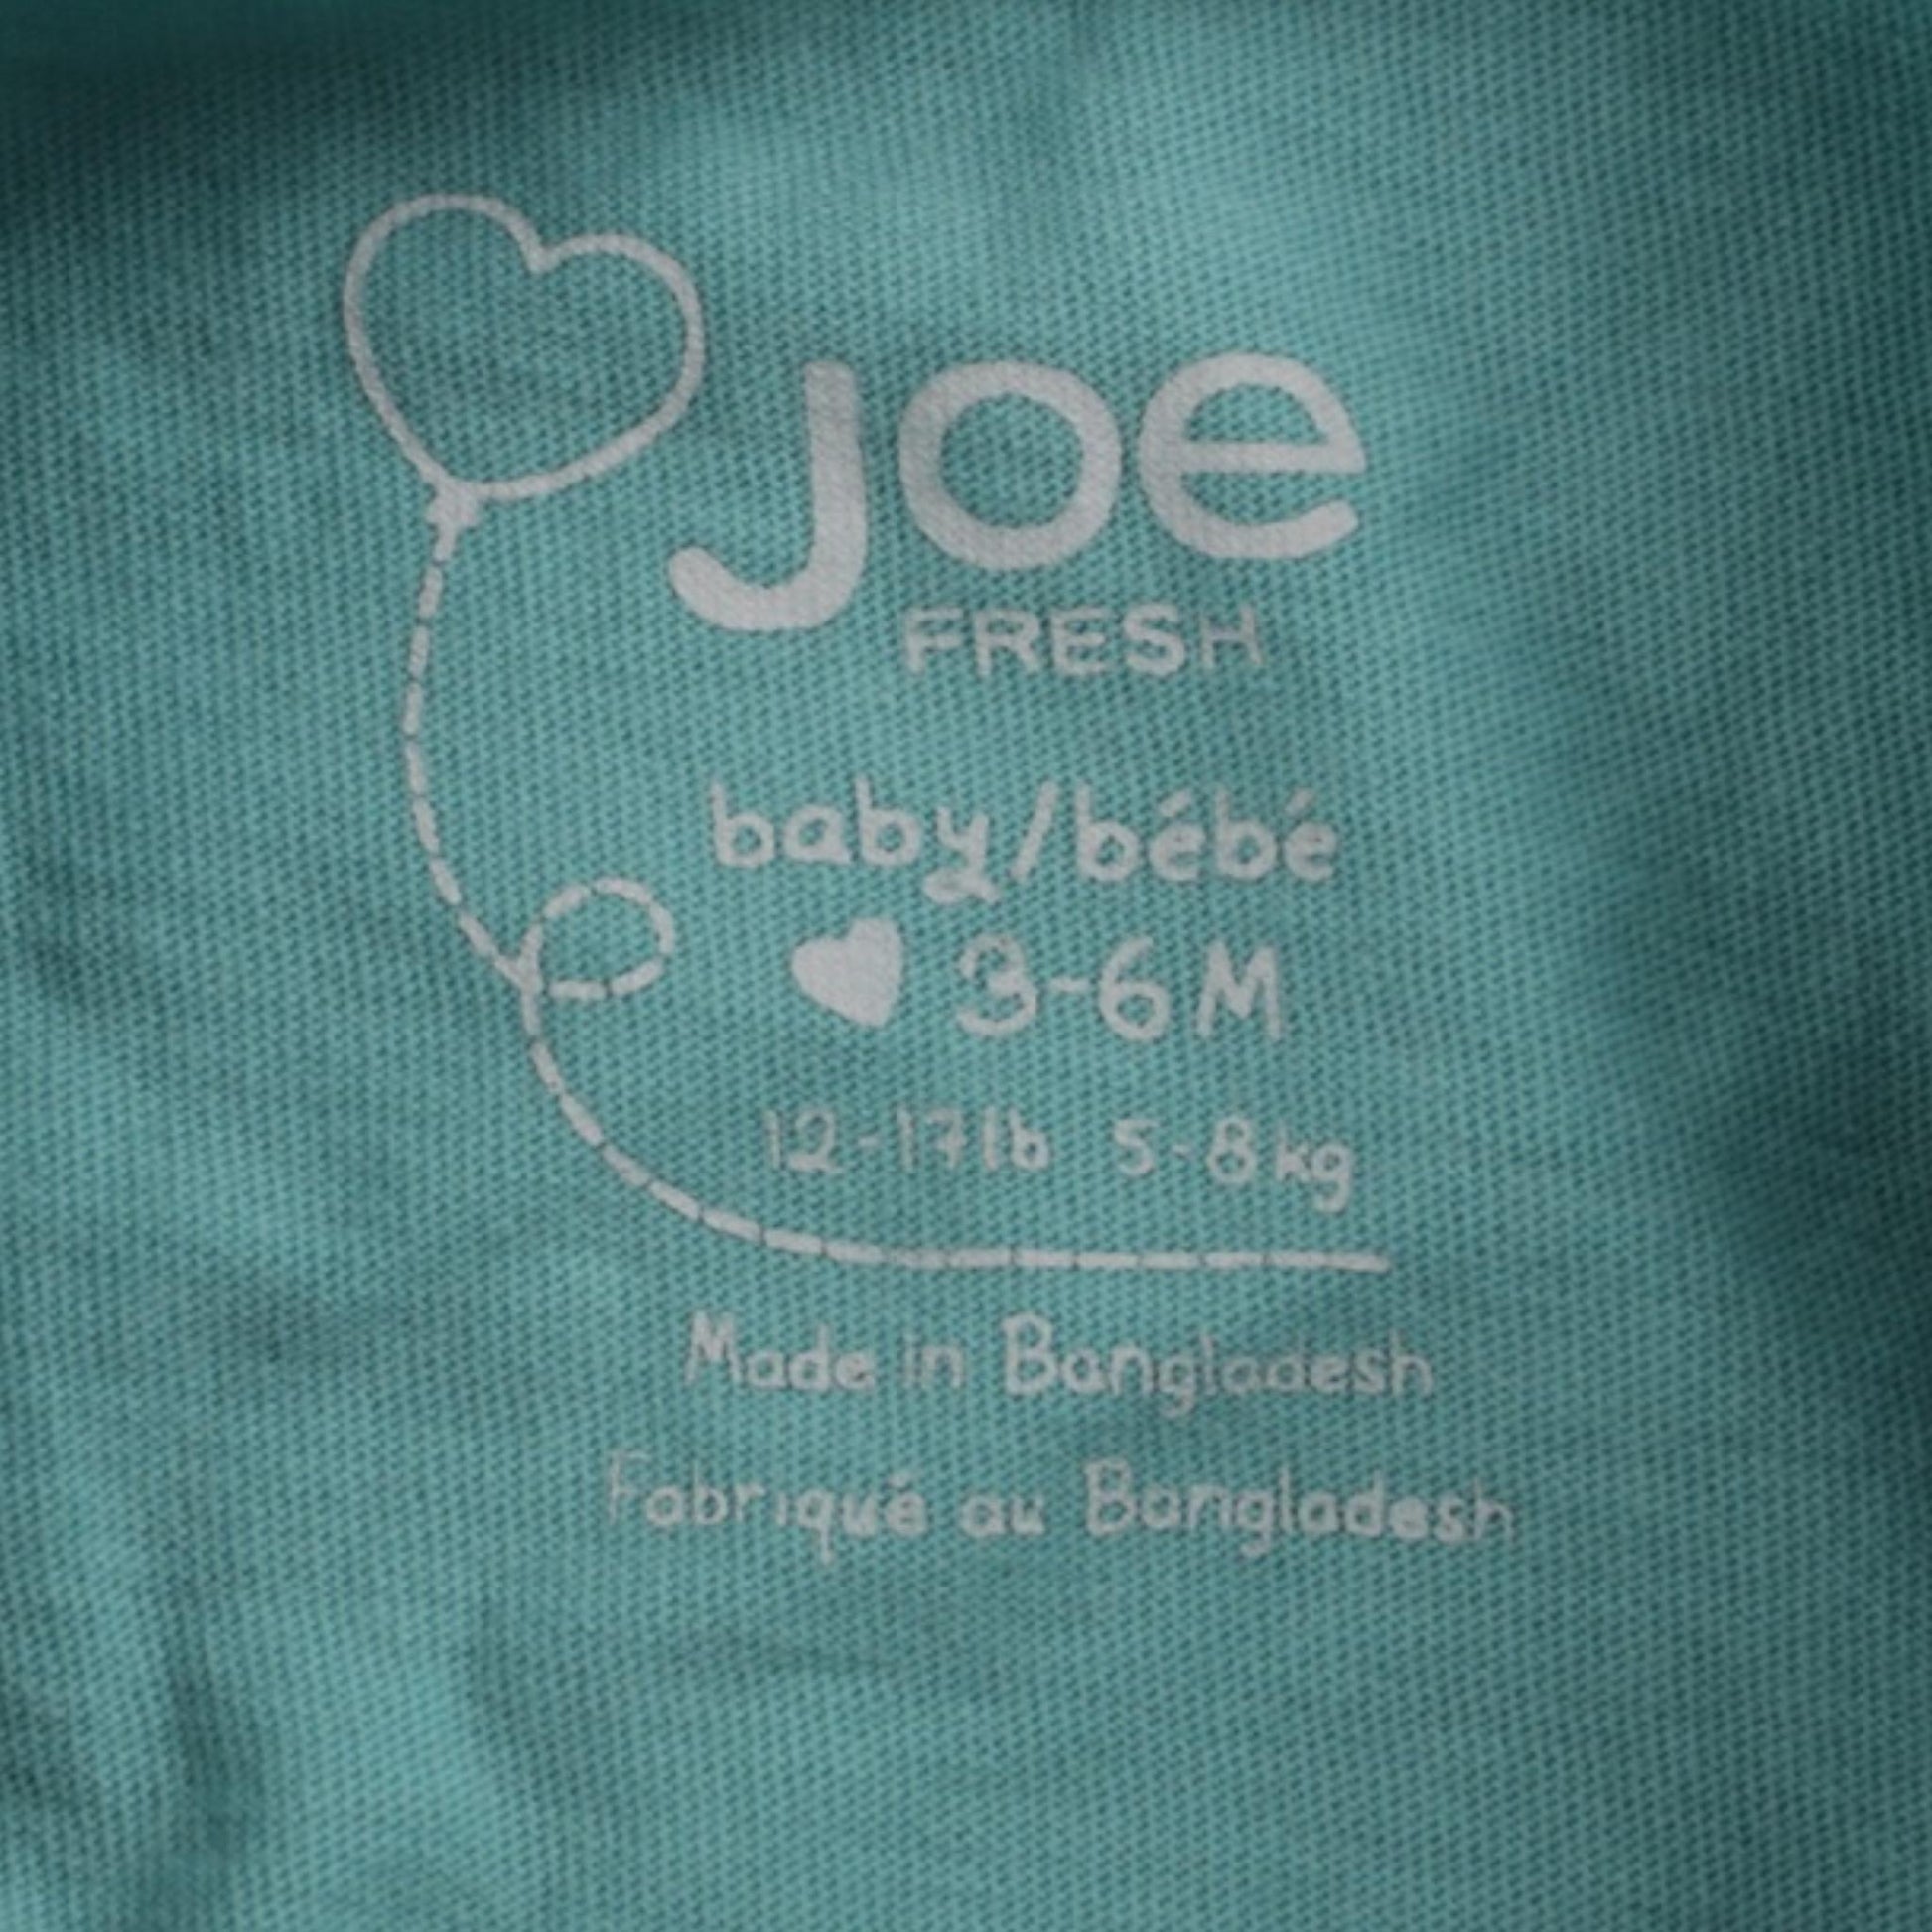 Joe
FRESH
baby/bébé
3-6M
12-17lb 5-8kg
Made in Bangladesh
Fabriqué au Bangladesh